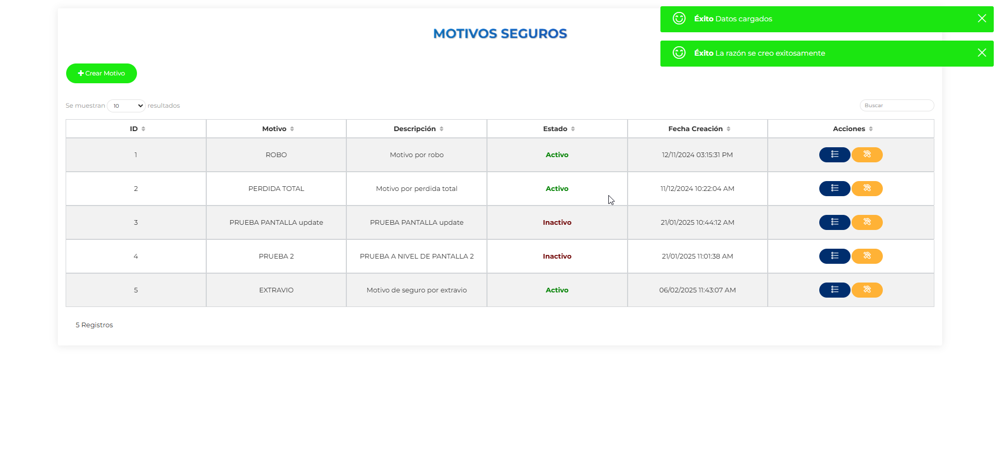 Éxito Datos cargados
MOTIVOS SEGUROS
Éxito La razón se creo exitosamente
Crear Motivo
Se muestran 10 resultados
Buscar
ID Motivo Descripción Estado Fecha Creación Acciones
1 ROBO Motivo por robo Activo 12/11/2024 03:15:31 PM
2 PERDIDA TOTAL Motivo por perdida total Activo 11/12/2024 10:22:04 AM
3 PRUEBA PANTALLA update PRUEBA PANTALLA update Inactivo 21/01/2025 10:44:12 AM
4 PRUEBA 2 PRUEBA A NIVEL DE PANTALLA 2 Inactivo 21/01/2025 11:01:38 AM
5 EXTRAVIO Motivo de seguro por extravio Activo 06/02/2025 11:43:07 AM
5 Registros